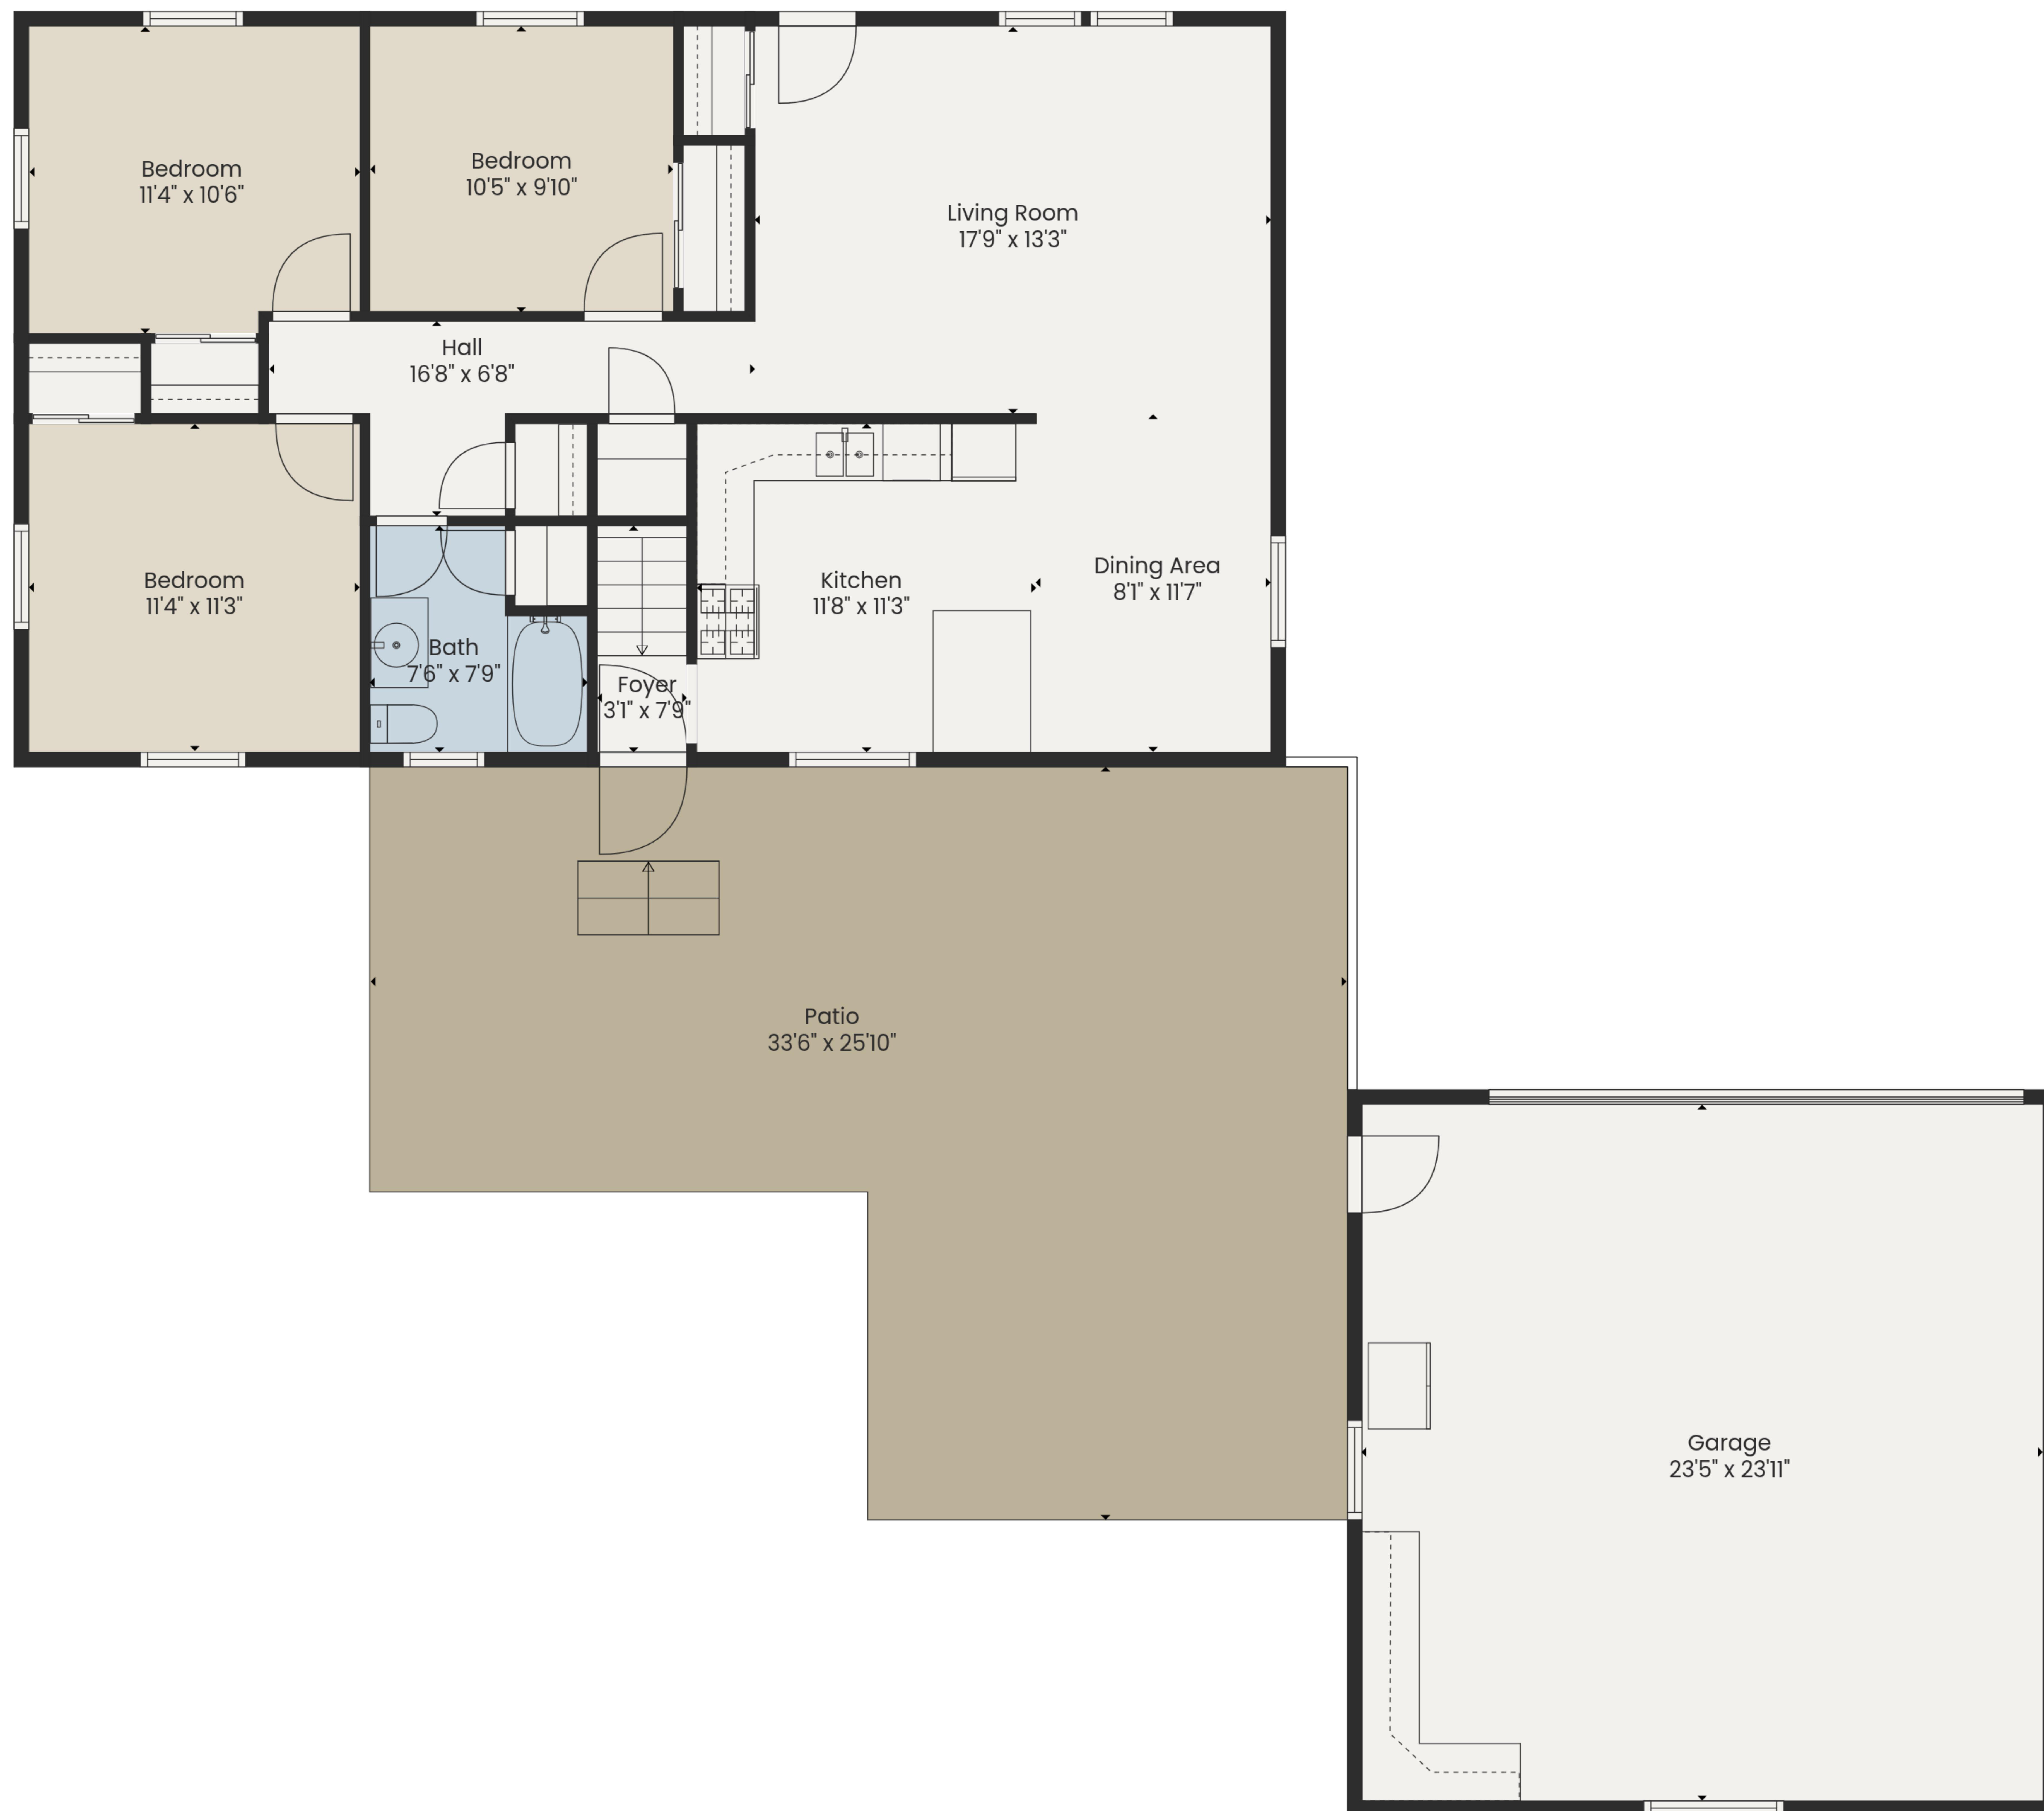 Bedroom
11'4" x 10'6"
Bedroom
10'5" x 9'10"
Living Room
17'9" x 13'3"
Hall
16'8" x 6'8"
Bedroom
11'4" x 11'3"
Bath
7'6" x 7'9"
Foyer
3'1" x 7'9"
Kitchen
11'8" x 11'3"
Dining Area
8'1" x 11'7"
Patio
33'6" x 25'10"
Garage
23'5" x 23'11"